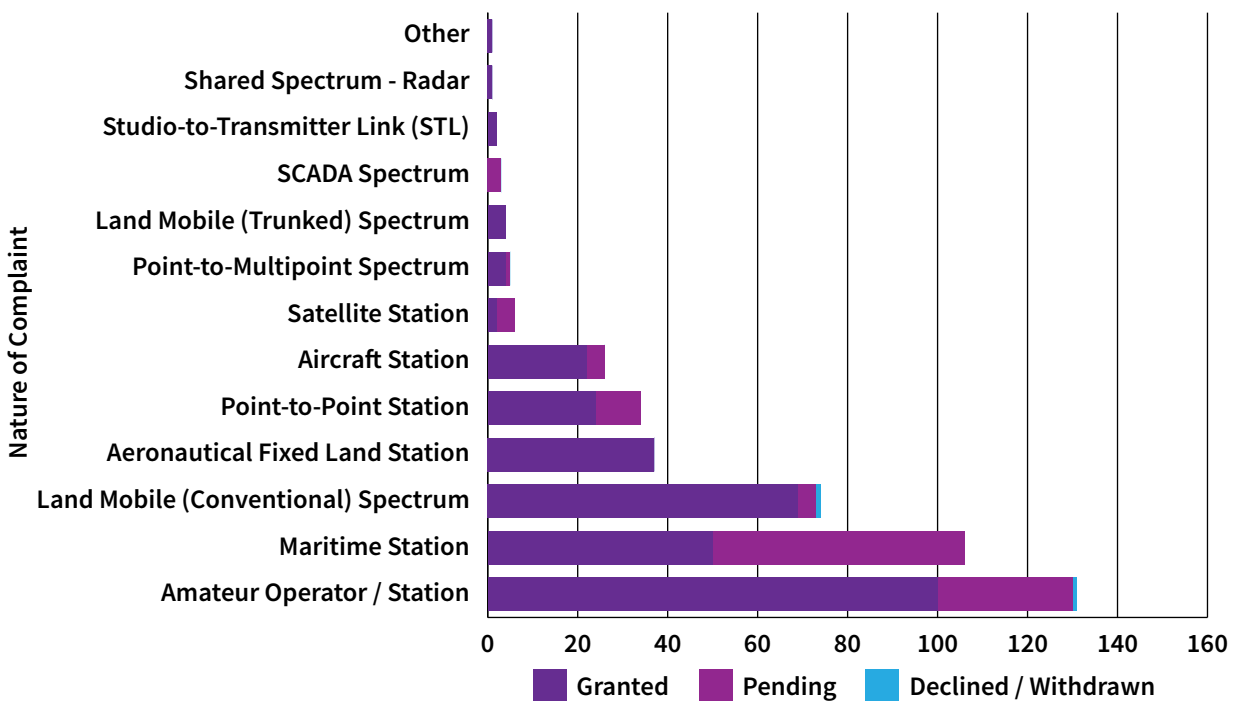 Nature of Complaint
Other
Shared Spectrum - Radar
Studio-to-Transmitter Link (STL)
SCADA Spectrum
Land Mobile (Trunked) Spectrum
Point-to-Multipoint Spectrum
Satellite Station
Aircraft Station
Point-to-Point Station
Aeronautical Fixed Land Station
Land Mobile (Conventional) Spectrum
Maritime Station
Amateur Operator / Station
0 20 40 60 80 100 120 140 160
Granted Pending Declined / Withdrawn